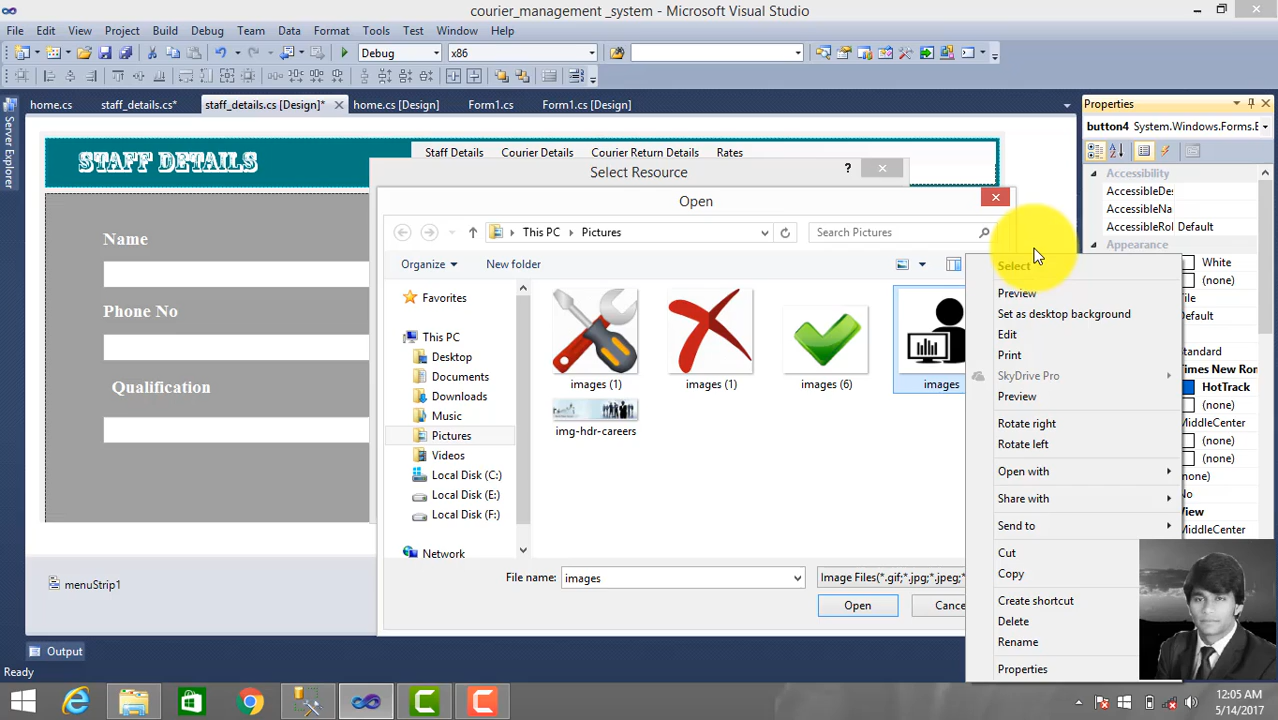 courier_management _system - Microsoft Visual Studio
File Edit View Project Build Debug Team Data Format Tools Test Window Help
Debug x86
home.cs staff_details.cs* staff_details.cs [Design]* home.cs [Design] Form1.cs Form1.cs [Design]
Server Explorer
STAFF DETAILS
Staff Details Courier Details Courier Return Details Rates
Name
Phone No
Qualification
menuStrip1
Output
Ready
Select Resource
?
Open
This PC Pictures
Search Pictures
Organize New folder
Favorites
This PC
Desktop
Documents
Downloads
Music
Pictures
Videos
Local Disk (C:)
Local Disk (E:)
Local Disk (F:)
Network
images (1) images (1) images (6) images
img-hdr-careers
File name: images
Image Files(*.gif;*.jpg;*.jpeg;
Open Cance
Select
Preview
Set as desktop background
Edit
Print
SkyDrive Pro
Preview
Rotate right
Rotate left
Open with
Share with
Send to
Cut
Copy
Create shortcut
Delete
Rename
Properties
Properties
button4 System.Windows.Forms.E
Accessibility
AccessibleDes
AccessibleNa
AccessibleRol Default
Appearance
White
(none)
Tile
Default
Standard
Times New Rom
HotTrack
(none)
MiddleCenter
(none)
(none)
No
MiddleCenter
12:05 AM
5/14/2017